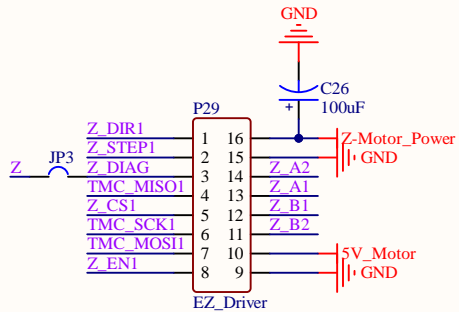 GND
C26
100uF
P29
Z_DIR1 1 16 Z-Motor_Power
Z_STEP1 2 15 GND
Z JP3 Z_DIAG 3 14 Z_A2
TMC_MISO1 4 13 Z_A1
Z_CS1 5 12 Z_B1
TMC_SCK1 6 11 Z_B2
TMC_MOSI1 7 10 5V_Motor
Z_EN1 8 9 GND
EZ_Driver